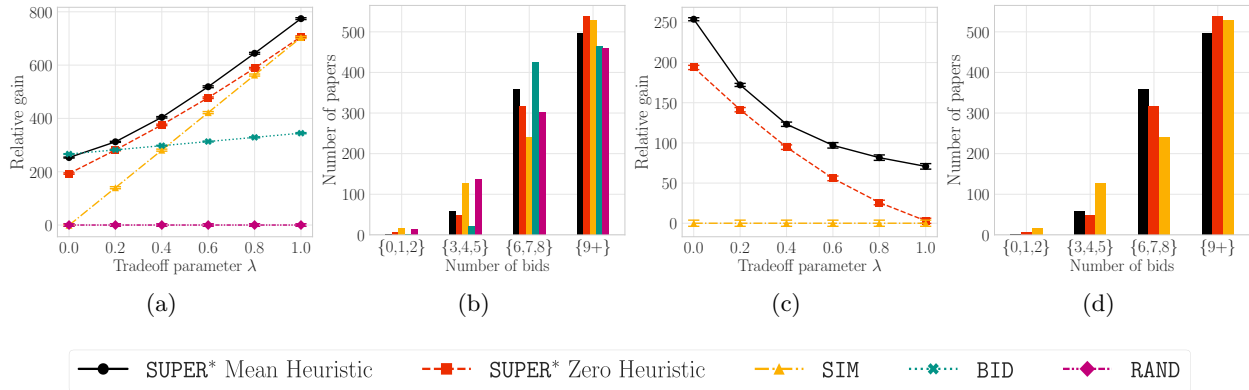 800
600
400
200
0
Relative gain
0.0 0.2 0.4 0.6 0.8 1.0
Tradeoff parameter λ
(a)
500
400
300
200
100
0
Number of papers
{0,1,2} {3,4,5} {6,7,8} {9+}
Number of bids
(b)
250
200
150
100
50
0
Relative gain
0.0 0.2 0.4 0.6 0.8 1.0
Tradeoff parameter λ
(c)
500
400
300
200
100
0
Number of papers
{0,1,2} {3,4,5} {6,7,8} {9+}
Number of bids
(d)
SUPER* Mean Heuristic SUPER* Zero Heuristic SIM BID RAND